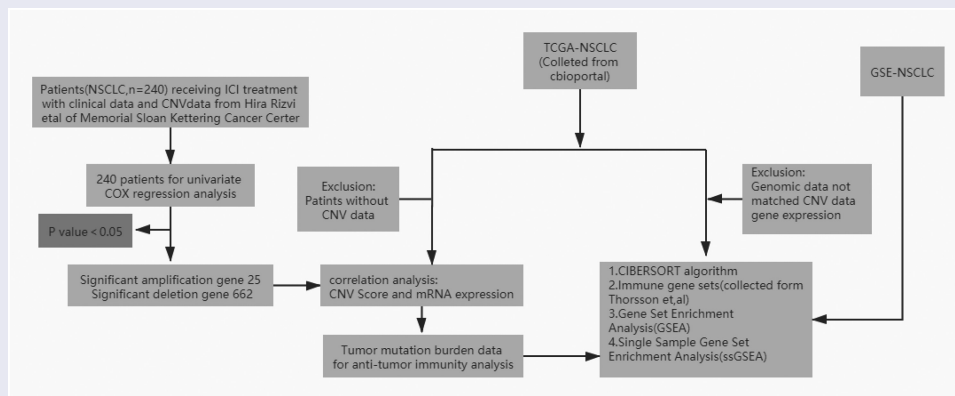 TCGA-NSCLC
(Colleted from
cbioportal)
GSE-NSCLC
Patients(NSCLC,n=240) receiving ICI treatment
with clinical data and CNVdata from Hira Rizvi
etal of Memorial Sloan Kettering Cancer Certer
240 patients for univariate
COX regression analysis
Exclusion:
Patints without
CNV data
Exclusion:
Genomic data not
matched CNV data
gene expression
P value < 0.05
Significant amplification gene 25
Significant deletion gene 662
correlation analysis:
CNV Score and mRNA expression
1.CIBERSORT algorithm
2.Immune gene sets(collected form
Thorsson et,al)
3.Gene Set Enrichment
Analysis(GSEA)
4.Single Sample Gene Set
Enrichment Analysis(ssGSEA)
Tumor mutation burden data
for anti-tumor immunity analysis